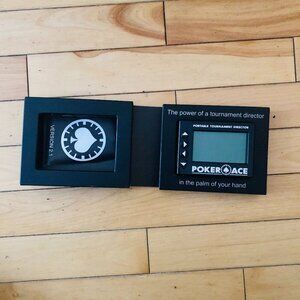 VERSION 2.1
The power of a tournament director
PORTABLE TOURNAMENT DIRECTOR
POKER ACE
in the palm of your hand